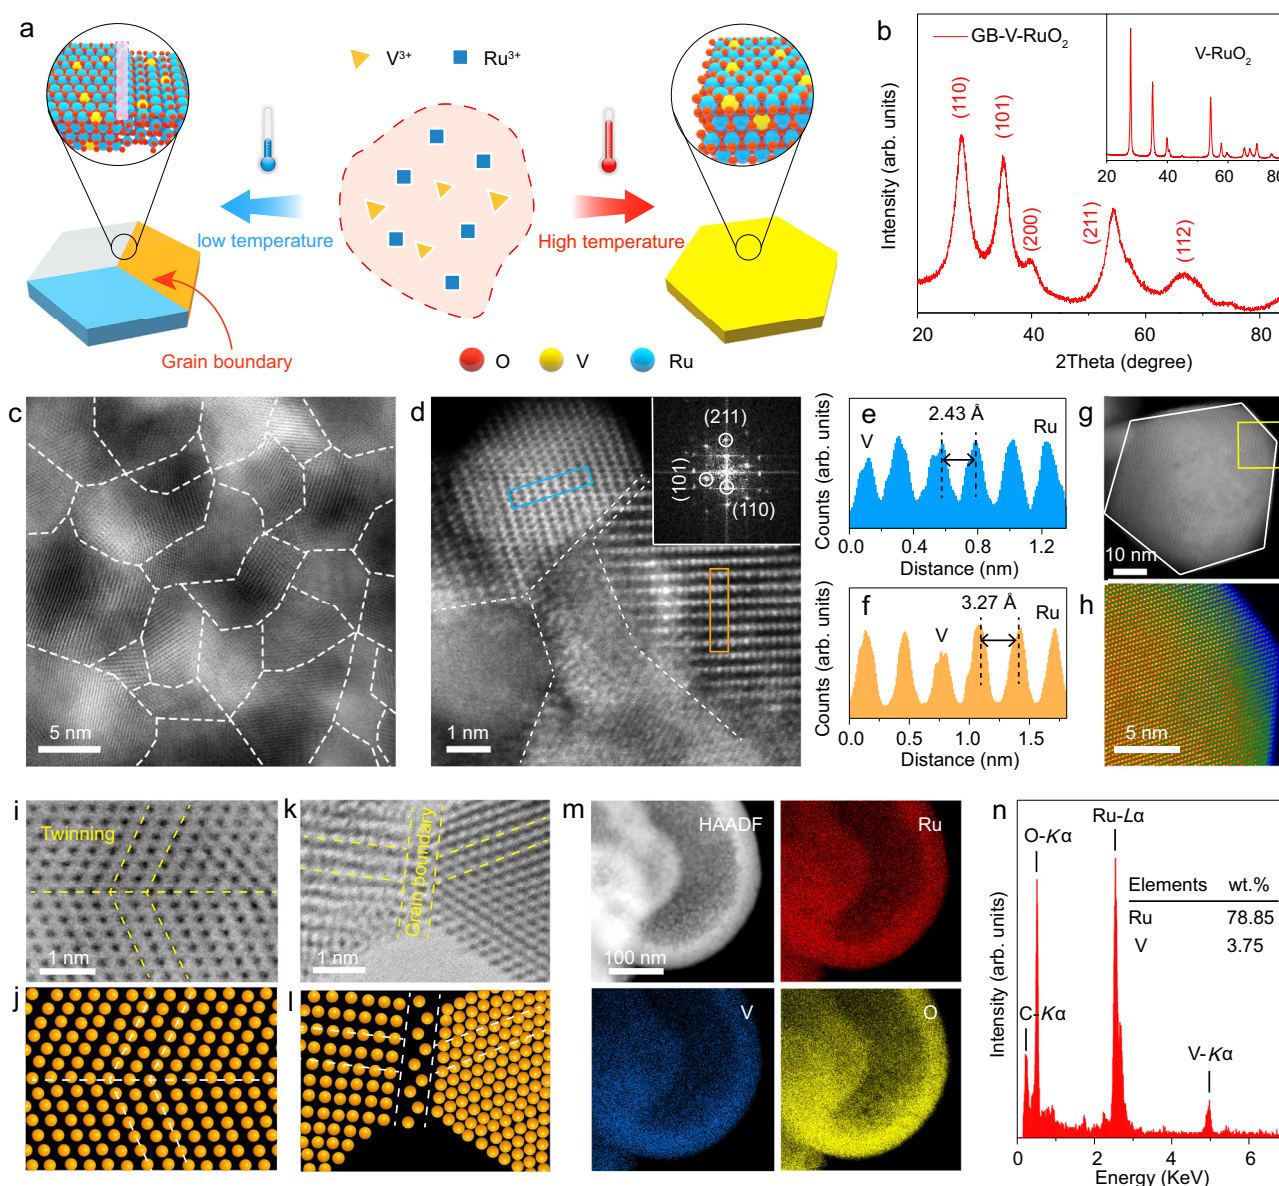 a
V³⁺
Ru³⁺
low temperature
High temperature
Grain boundary
O
V
Ru
b
GB-V-RuO₂
V-RuO₂
20
40
60
80
(110)
(101)
(200)
(211)
(112)
Intensity (arb. units)
20
40
60
80
2Theta (degree)
c
5 nm
d
(211)
(101)
(110)
1 nm
e
2.43 Å
V
Ru
Counts (arb. units)
0.0
0.4
0.8
1.2
Distance (nm)
f
3.27 Å
V
Ru
Counts (arb. units)
0.0
0.5
1.0
1.5
Distance (nm)
g
10 nm
h
5 nm
i
Twinning
1 nm
j
k
Grain boundary
1 nm
l
m
HAADF
100 nm
Ru
V
O
n
Ru-Lα
O-Kα
C-Kα
V-Kα
Elements wt.%
Ru 78.85
V 3.75
Intensity (arb. units)
0
2
4
6
Energy (KeV)